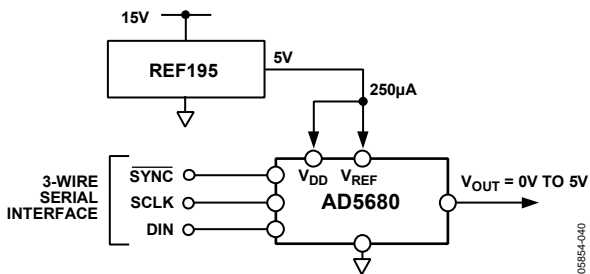 15V
REF195
5V
250µA
3-WIRE
SERIAL
INTERFACE
SYNC
SCLK
DIN
VDD
VREF
AD5680
VOUT = 0V TO 5V
05854-040